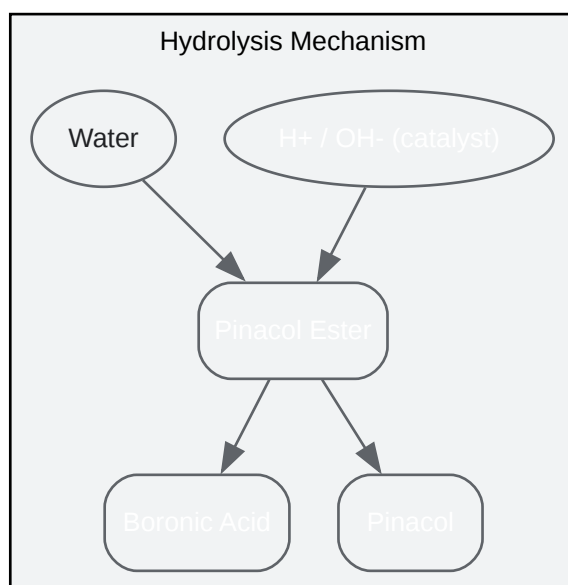 Hydrolysis Mechanism
Water
H+ / OH- (catalyst)
Pinacol Ester
Boronic Acid
Pinacol